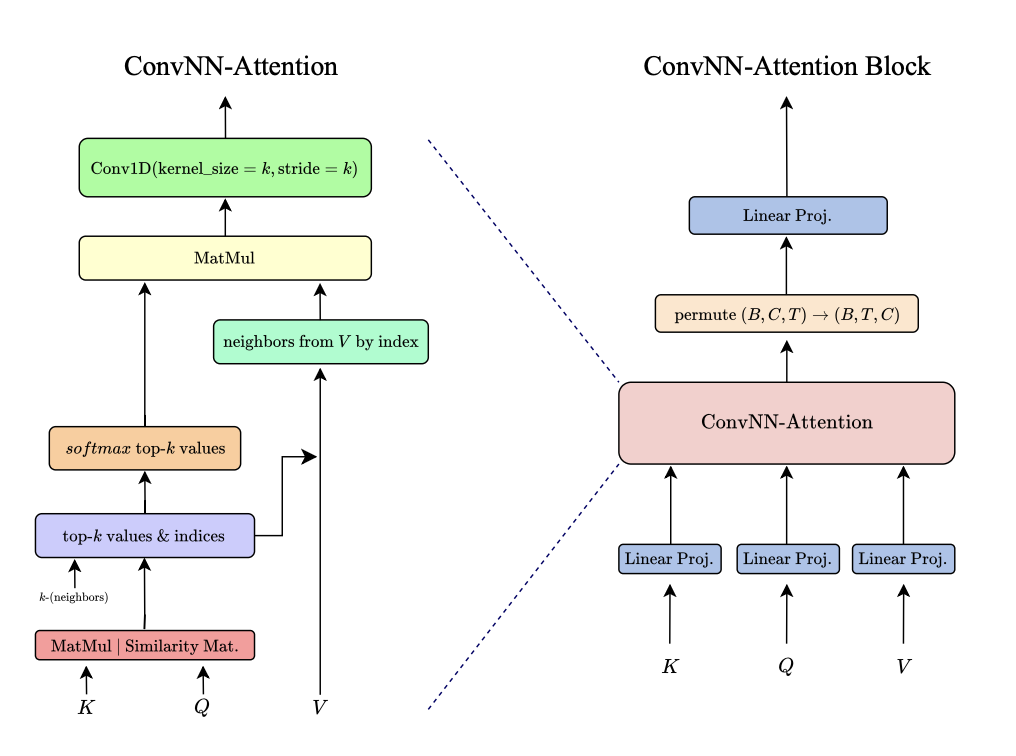 ConvNN-Attention
Conv1D(kernel_size = k, stride = k)
MatMul
neighbors from V by index
softmax top-k values
top-k values & indices
k-(neighbors)
MatMul | Similarity Mat.
K
Q
V
ConvNN-Attention Block
Linear Proj.
permute (B, C, T) → (B, T, C)
ConvNN-Attention
Linear Proj.
Linear Proj.
Linear Proj.
K
Q
V